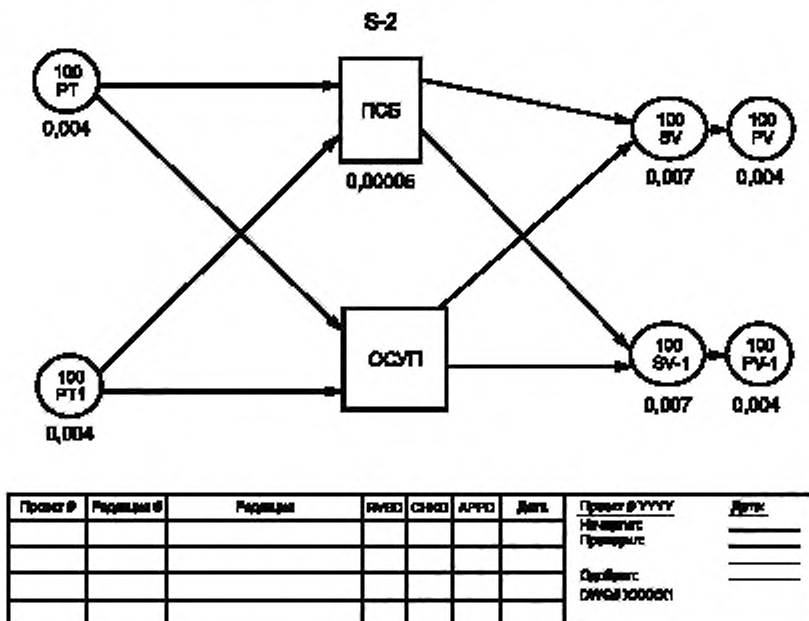 S-2
100
PT
0,004
ПСБ
0,00005
100
SV
0,007
100
PV
0,004
100
PT1
0,004
ОСУП
100
SV-1
0,007
100
PV-1
0,004
Проект # Редакция # Редакция RVED CHKD APPD Дата
Проект # YYYY Дата:
Начертил:
Проверил:
Одобрил: